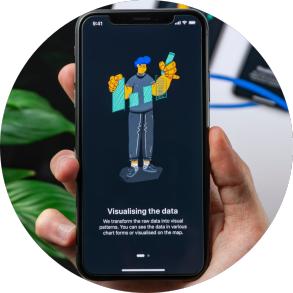 9:41
Visualising the data
We transform the raw data into visual
patterns. You can see the data in various
chart forms or visualised on the map.